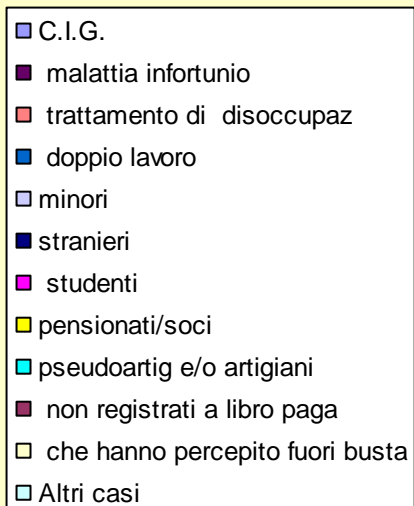 C.I.G.
malattia infortunio
trattamento di disoccupaz
doppio lavoro
minori
stranieri
studenti
pensionati/soci
pseudoartig e/o artigiani
non registrati a libro paga
che hanno percepito fuori busta
Altri casi